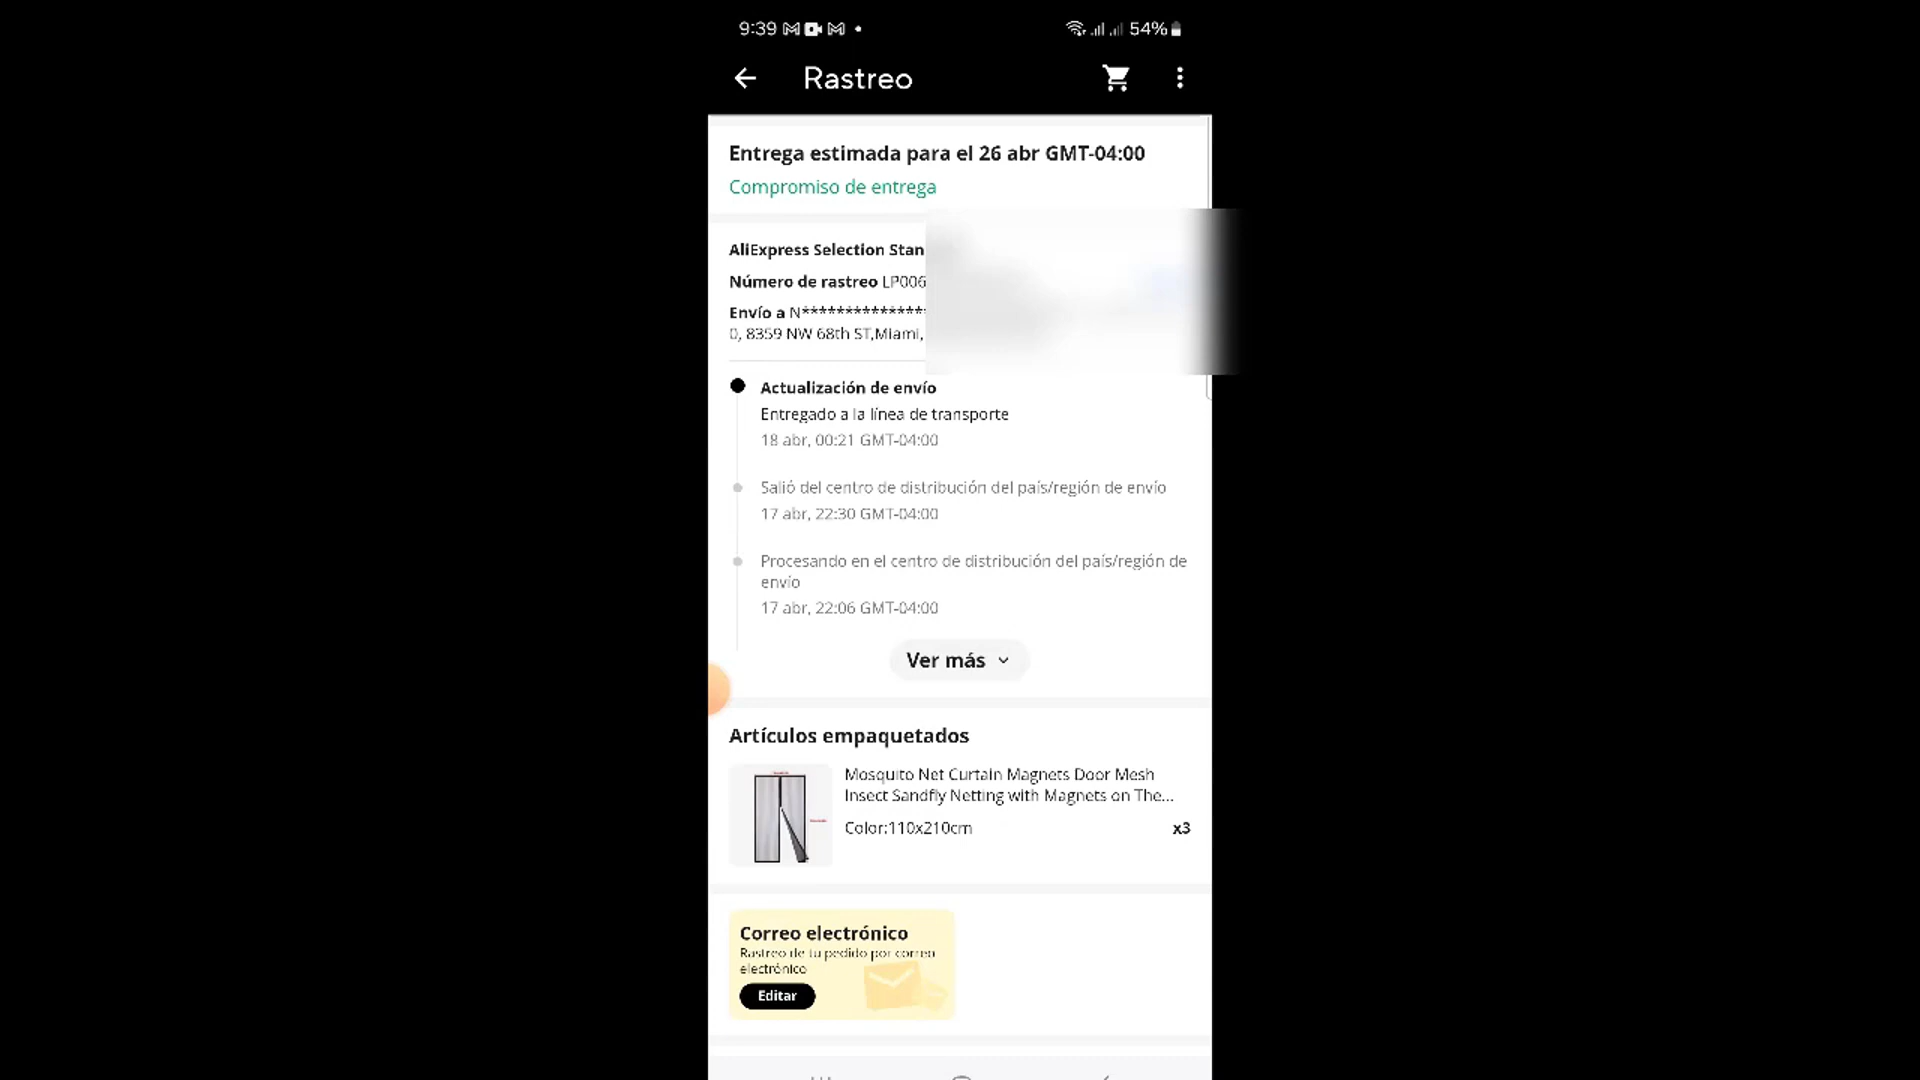 9:39
54%
Rastreo
Entrega estimada para el 26 abr GMT-04:00
Compromiso de entrega
AliExpress Selection Stan
Número de rastreo LP006
Envío a N***************
0, 8359 NW 68th ST,Miami,
Actualización de envío
Entregado a la línea de transporte
18 abr, 00:21 GMT-04:00
Salió del centro de distribución del país/región de envío
17 abr, 22:30 GMT-04:00
Procesando en el centro de distribución del país/región de
envío
17 abr, 22:06 GMT-04:00
Ver más
Artículos empaquetados
Mosquito Net Curtain Magnets Door Mesh
Insect Sandfly Netting with Magnets on The...
Color:110x210cm
x3
Correo electrónico
Rastreo de tu pedido por correo
electrónico
Editar